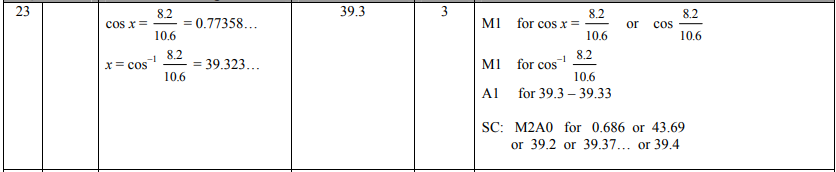 23
cos x = 8.2/10.6 = 0.77358…
x = cos⁻¹ 8.2/10.6 = 39.323…
39.3
3
M1 for cos x = 8.2/10.6 or cos 8.2/10.6
M1 for cos⁻¹ 8.2/10.6
A1 for 39.3 – 39.33
SC: M2A0 for 0.686 or 43.69
or 39.2 or 39.37… or 39.4